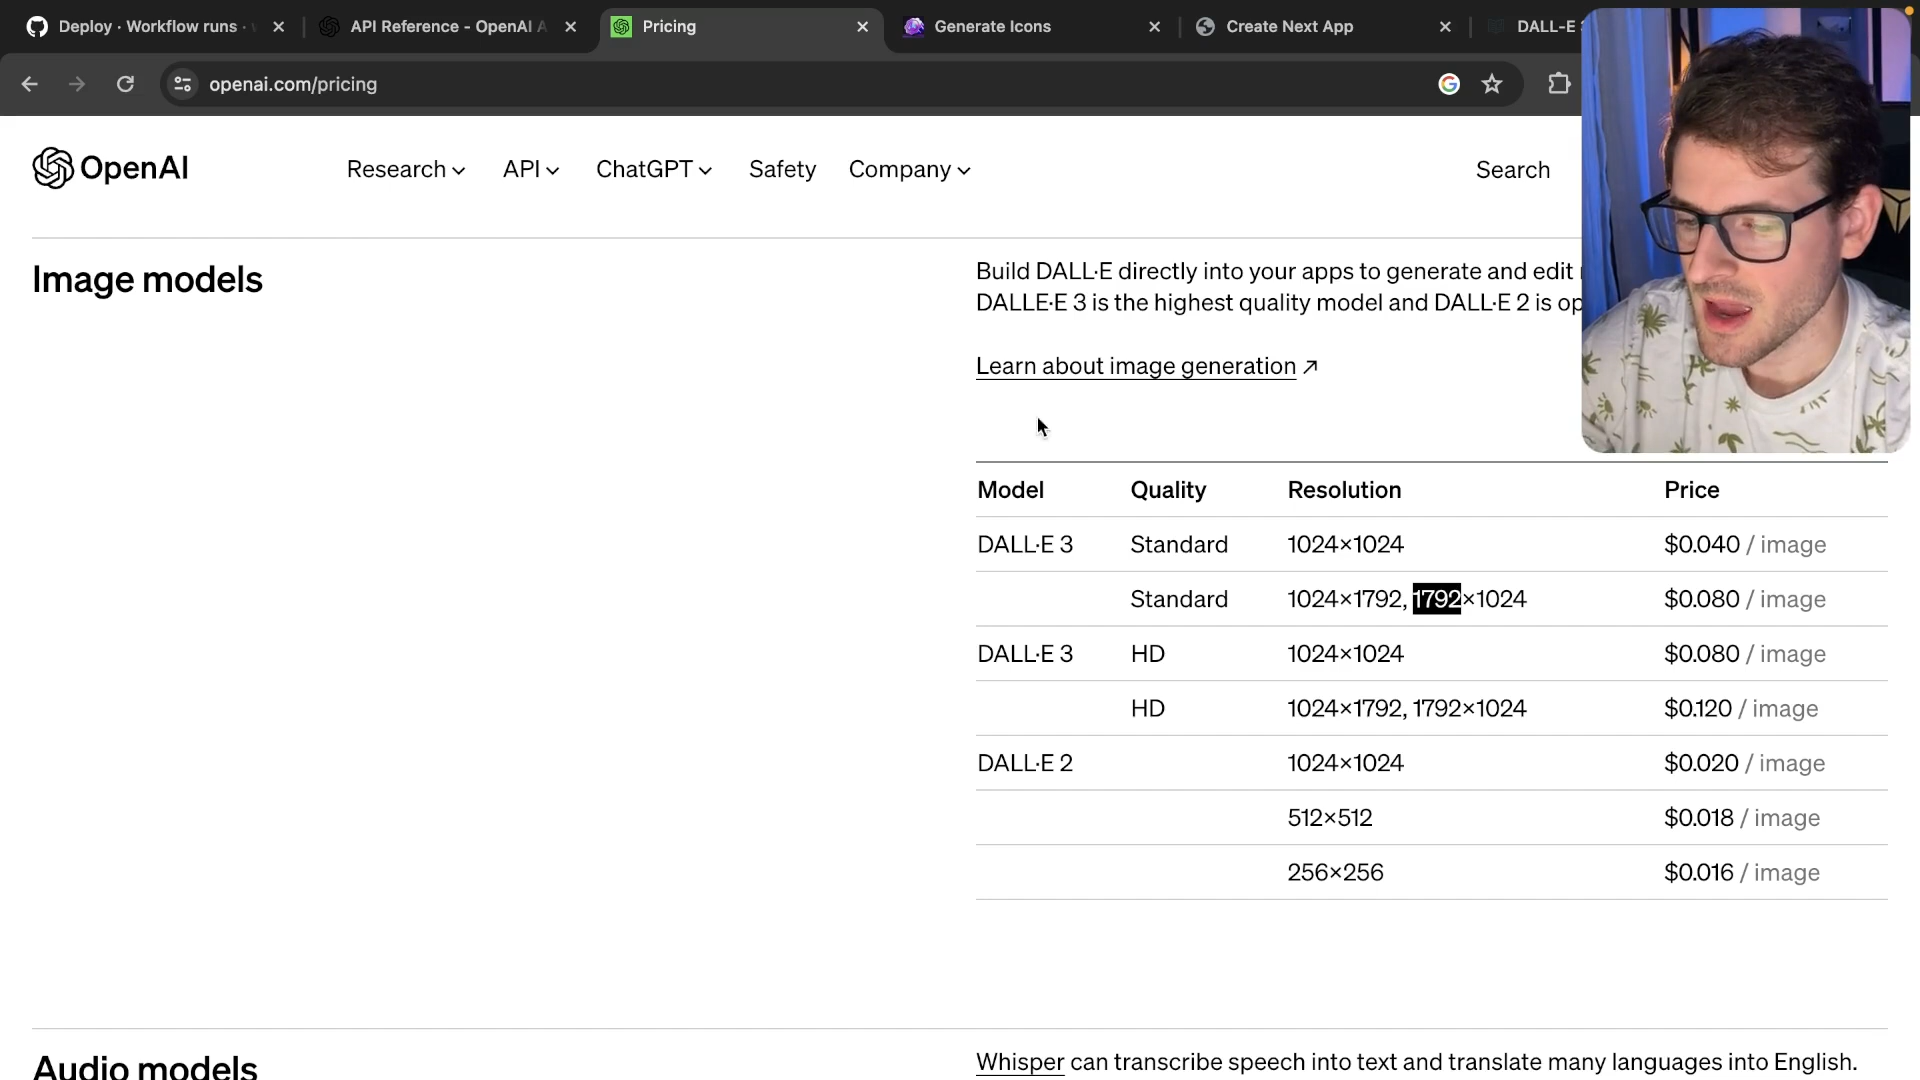 Deploy · Workflow runs ·
API Reference - OpenAI A
Pricing
Generate Icons
Create Next App
DALL-E
openai.com/pricing
OpenAI
Research
API
ChatGPT
Safety
Company
Search
Image models
Build DALL·E directly into your apps to generate and edit
DALLE·E 3 is the highest quality model and DALL·E 2 is op
Learn about image generation ↗
Model Quality Resolution Price
DALL·E 3 Standard 1024×1024 $0.040 / image
Standard 1024×1792, 1792×1024 $0.080 / image
DALL·E 3 HD 1024×1024 $0.080 / image
HD 1024×1792, 1792×1024 $0.120 / image
DALL·E 2 1024×1024 $0.020 / image
512×512 $0.018 / image
256×256 $0.016 / image
Audio models
Whisper can transcribe speech into text and translate many languages into English.